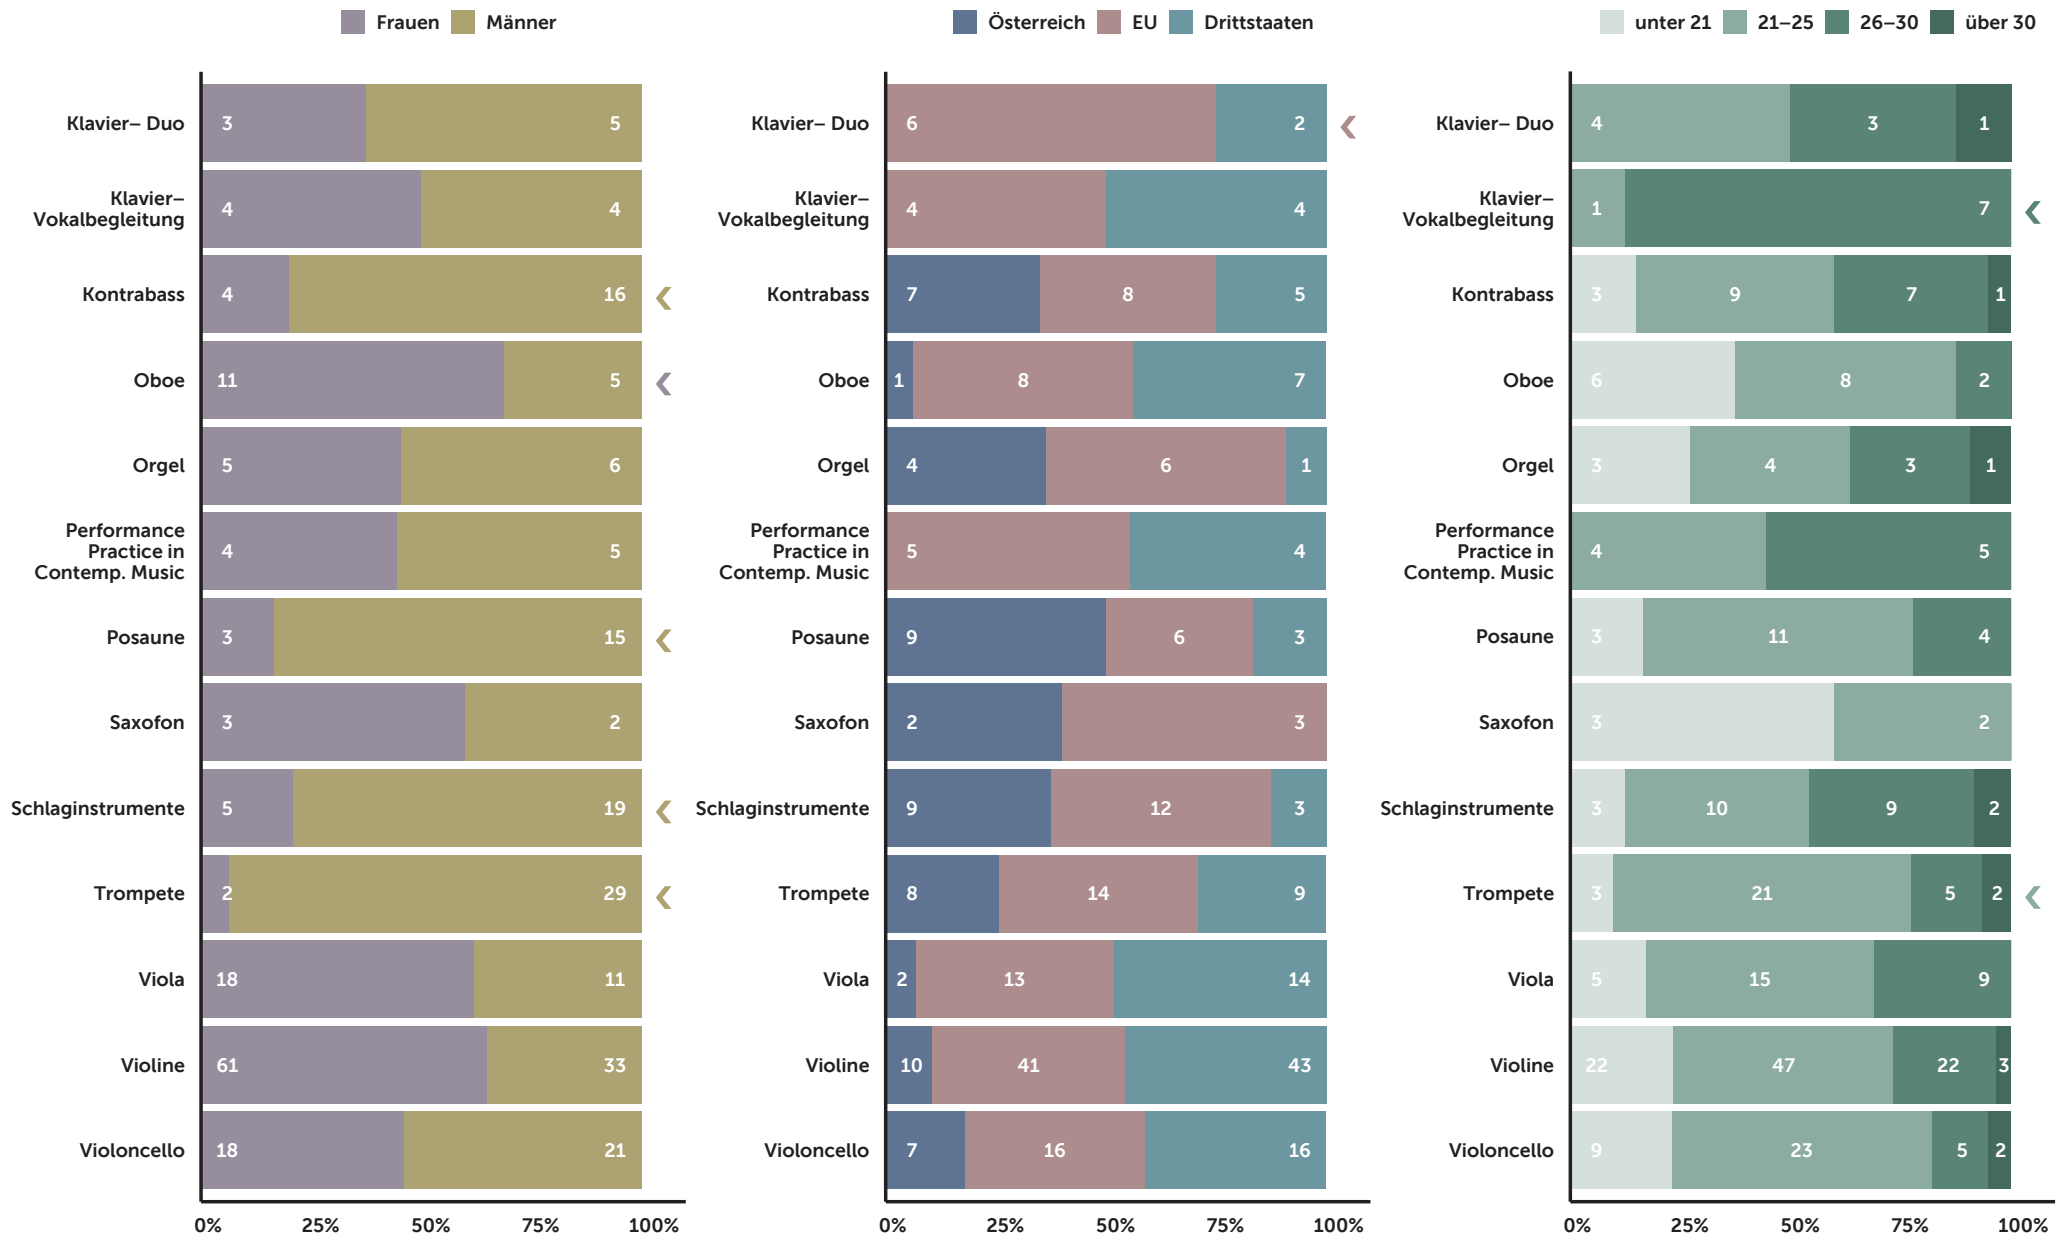 Frauen Männer
Klavier– Duo 3 5
Klavier–
Vokalbegleitung 4 4
Kontrabass 4 16
Oboe 11 5
Orgel 5 6
Performance
Practice in
Contemp. Music 4 5
Posaune 3 15
Saxofon 3 2
Schlaginstrumente 5 19
Trompete 2 29
Viola 18 11
Violine 61 33
Violoncello 18 21
0% 25% 50% 75% 100%
Österreich EU Drittstaaten
Klavier– Duo 6 2
Klavier–
Vokalbegleitung 4 4
Kontrabass 7 8 5
Oboe 1 8 7
Orgel 4 6 1
Performance
Practice in
Contemp. Music 5 4
Posaune 9 6 3
Saxofon 2 3
Schlaginstrumente 9 12 3
Trompete 8 14 9
Viola 2 13 14
Violine 10 41 43
Violoncello 7 16 16
0% 25% 50% 75% 100%
unter 21 21–25 26–30 über 30
Klavier– Duo 4 3 1
Klavier–
Vokalbegleitung 1 7
Kontrabass 3 9 7 1
Oboe 6 8 2
Orgel 3 4 3 1
Performance
Practice in
Contemp. Music 4 5
Posaune 3 11 4
Saxofon 3 2
Schlaginstrumente 3 10 9 2
Trompete 3 21 5 2
Viola 5 15 9
Violine 22 47 22 3
Violoncello 9 23 5 2
0% 25% 50% 75% 100%